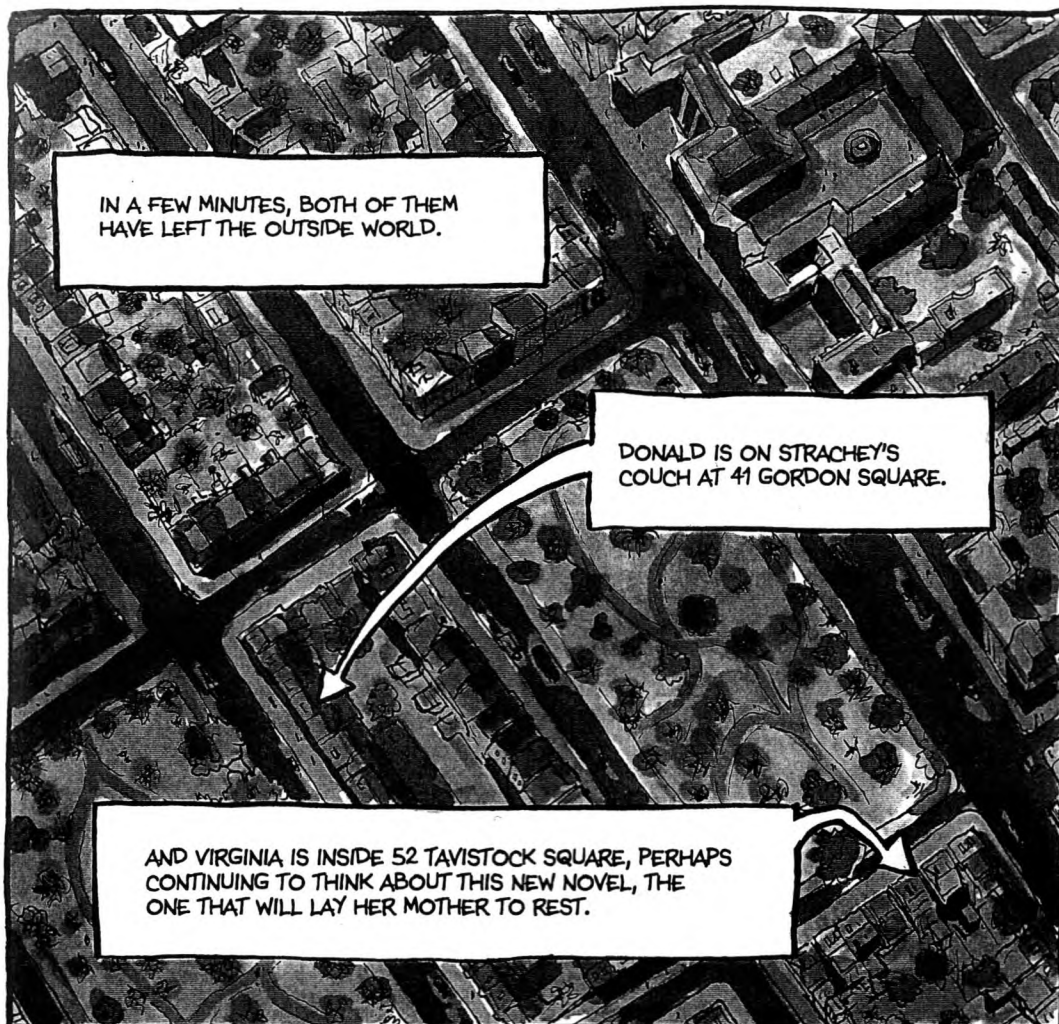 IN A FEW MINUTES, BOTH OF THEM
HAVE LEFT THE OUTSIDE WORLD.
DONALD IS ON STRACHEY'S
COUCH AT 41 GORDON SQUARE.
AND VIRGINIA IS INSIDE 52 TAVISTOCK SQUARE, PERHAPS
CONTINUING TO THINK ABOUT THIS NEW NOVEL, THE
ONE THAT WILL LAY HER MOTHER TO REST.